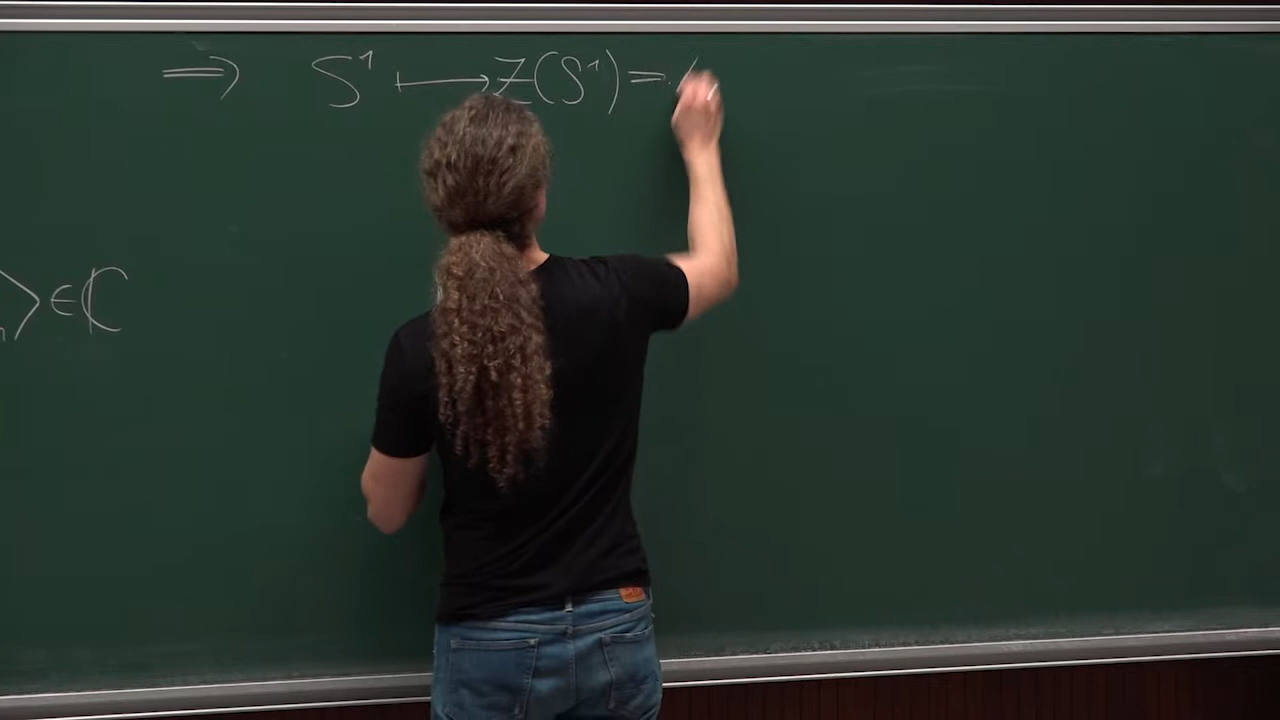 ⟹ S¹ ⟼ Z(S¹) =
⟩ ∈ ℂ